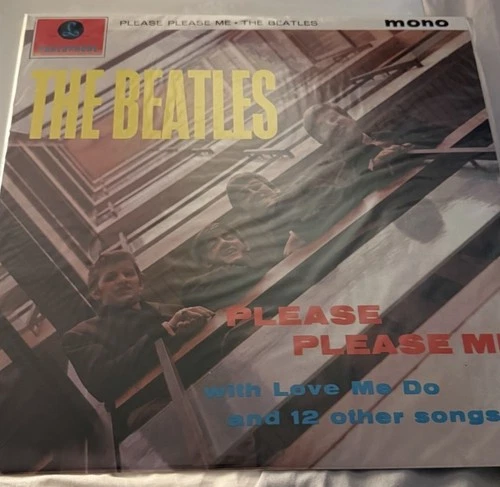 PLEASE PLEASE ME • THE BEATLES
mono
PARLOPHONE
THE BEATLES
PLEASE
PLEASE ME
with Love Me Do
and 12 other songs